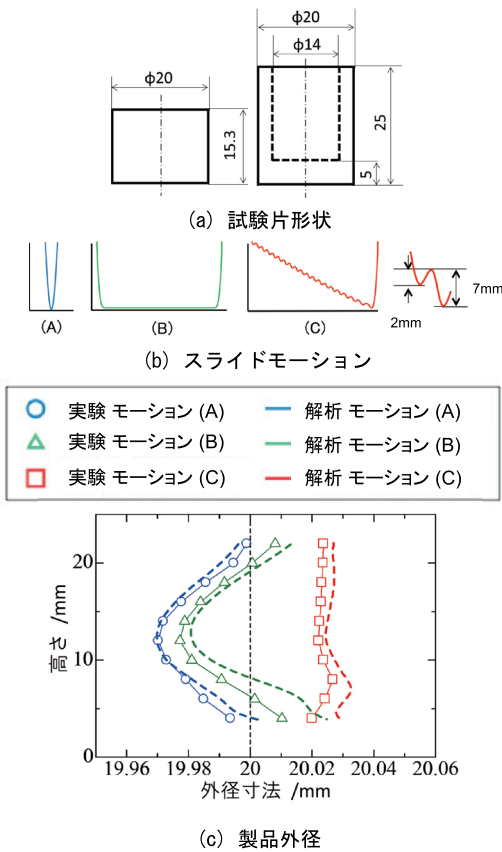 φ20
φ14
φ20
15.3
25
5
(a) 試験片形状
(A)
(B)
(C)
2mm
7mm
(b) スライドモーション
実験 モーション (A)
解析 モーション (A)
実験 モーション (B)
解析 モーション (B)
実験 モーション (C)
解析 モーション (C)
高さ /mm
20
10
0
19.96 19.98 20 20.02 20.04 20.06
外径寸法 /mm
(c) 製品外径